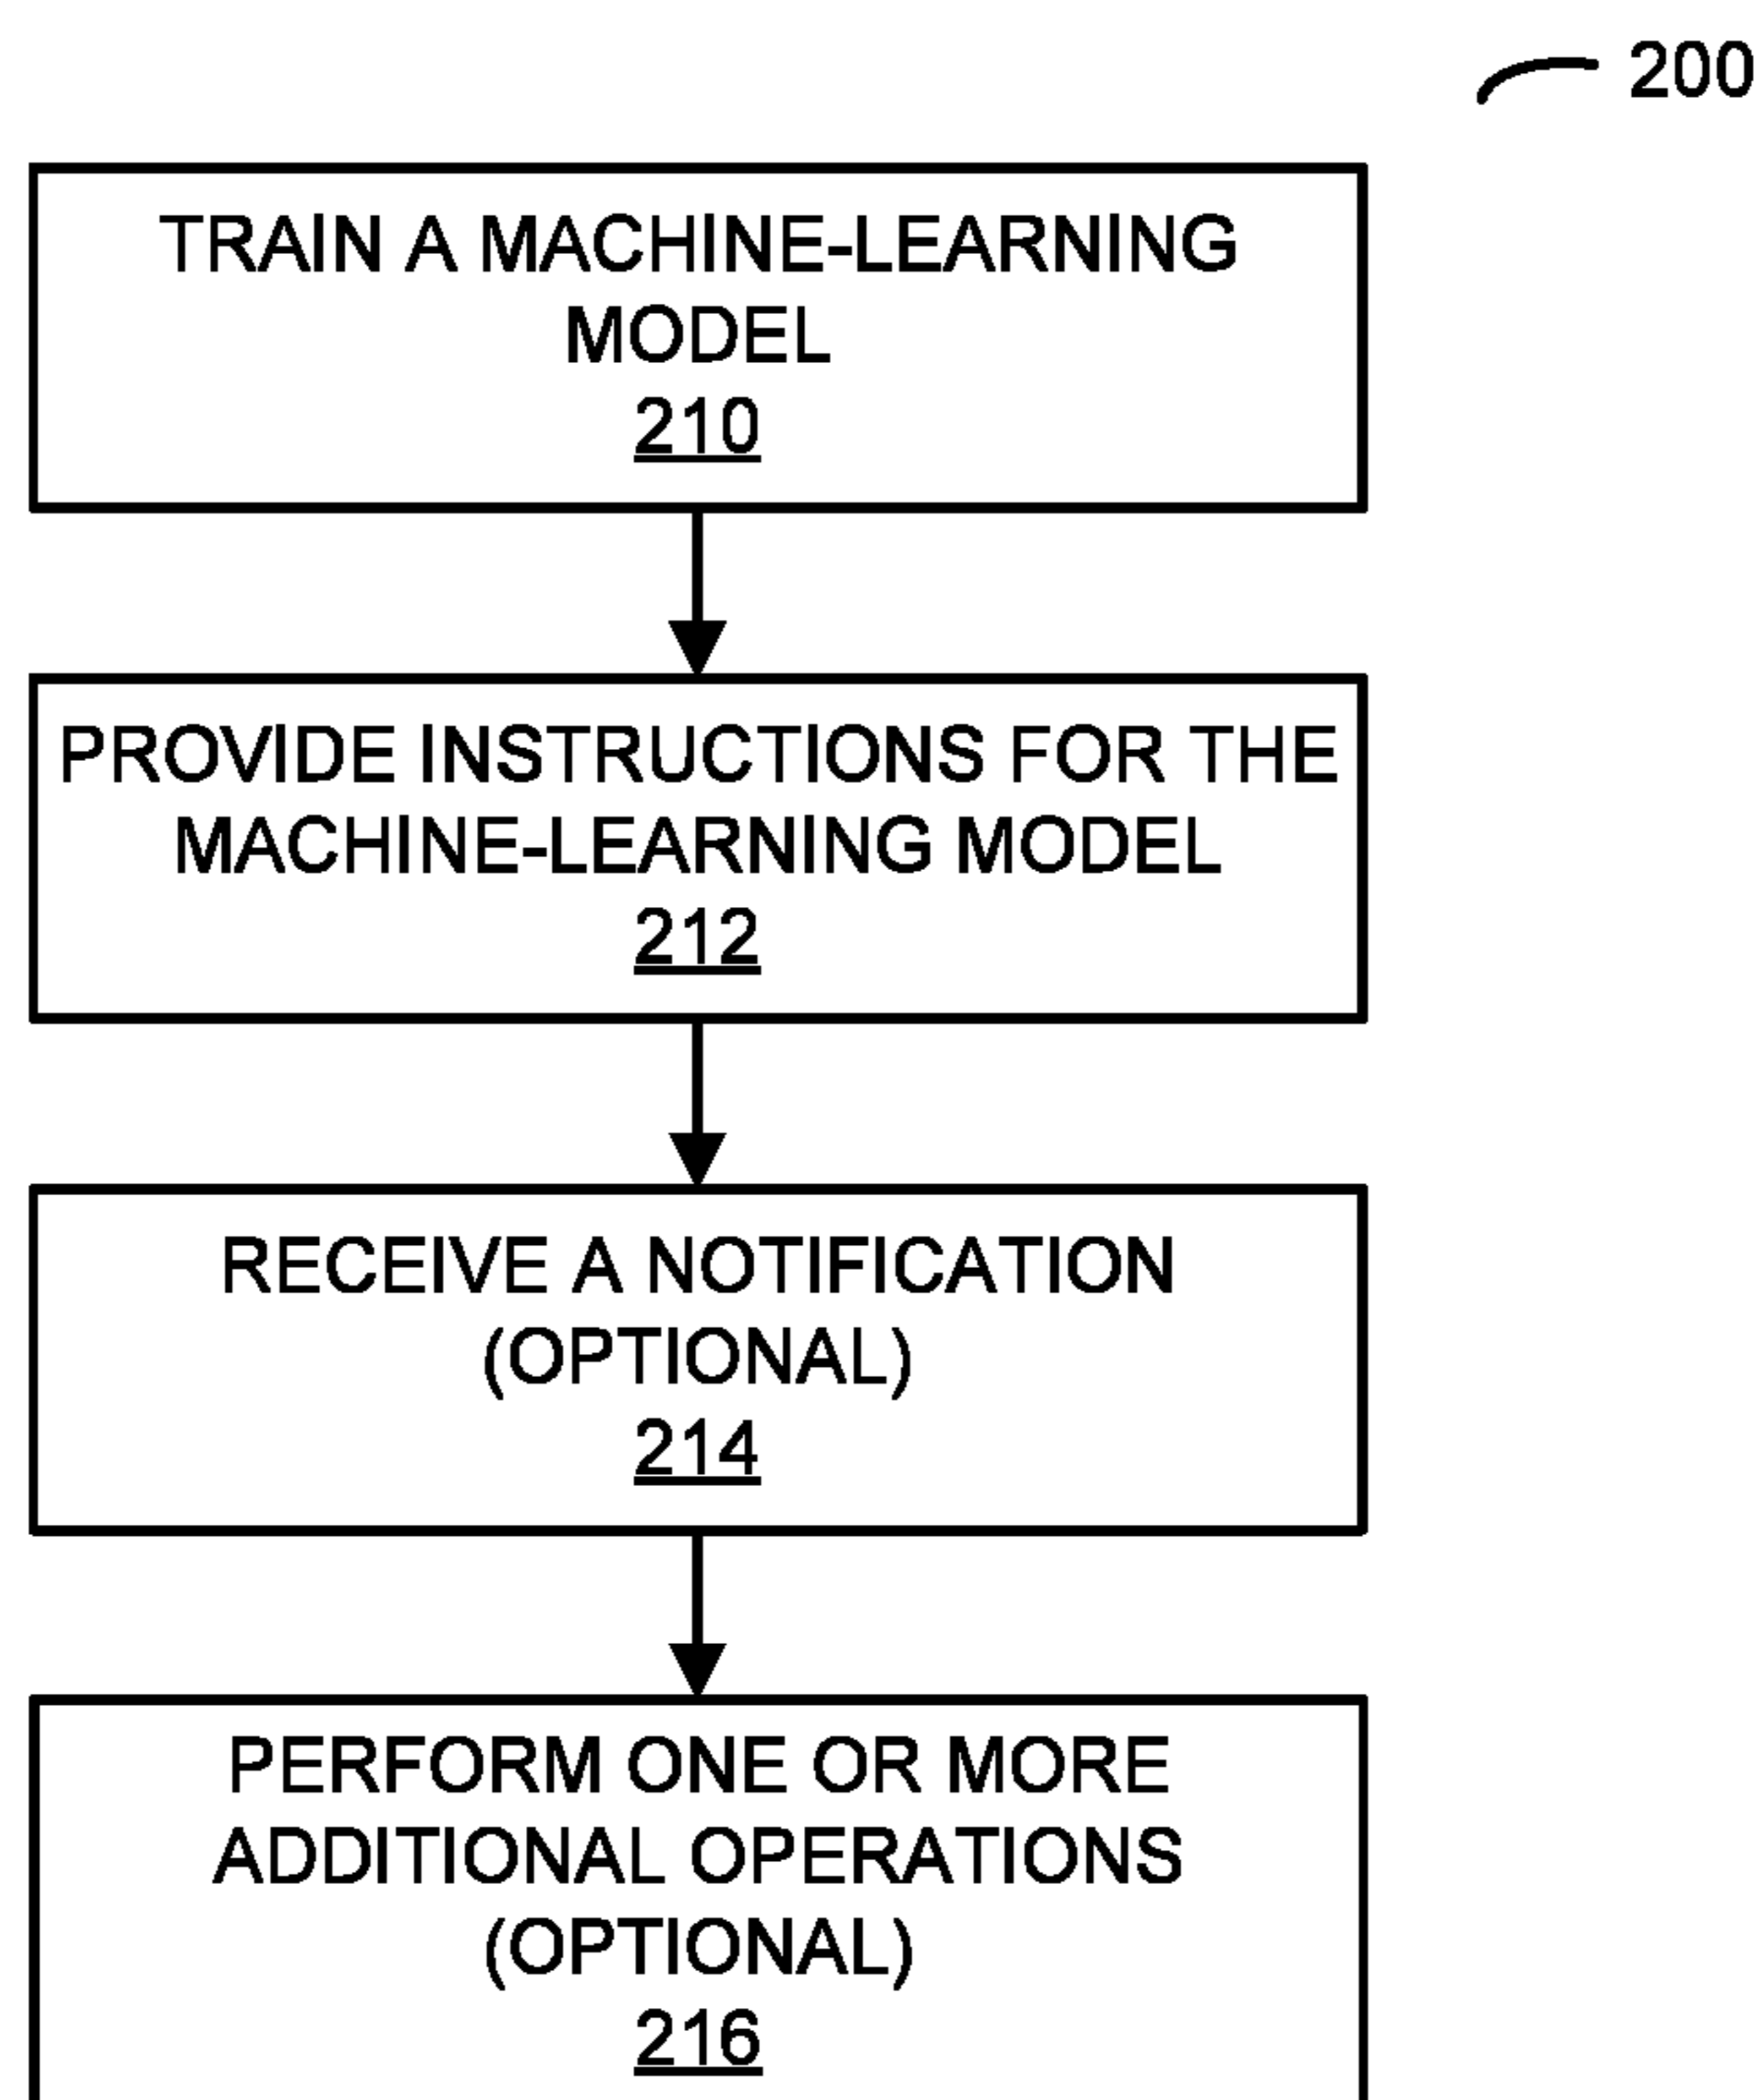 200
TRAIN A MACHINE-LEARNING
MODEL
210
PROVIDE INSTRUCTIONS FOR THE
MACHINE-LEARNING MODEL
212
RECEIVE A NOTIFICATION
(OPTIONAL)
214
PERFORM ONE OR MORE
ADDITIONAL OPERATIONS
(OPTIONAL)
216